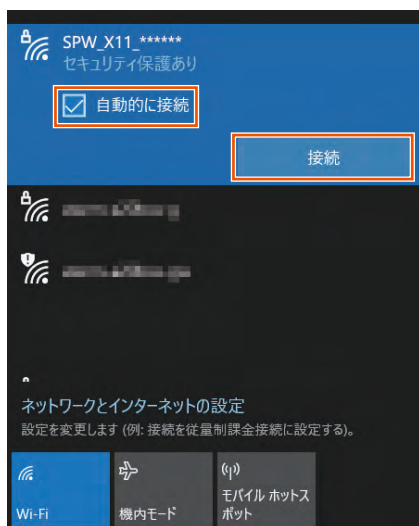 SPW_X11_******
セキュリティ保護あり
自動的に接続
接続
ネットワークとインターネットの設定
設定を変更します (例: 接続を従量制課金接続に設定する)。
Wi-Fi
機内モード
モバイル ホットス
ポット